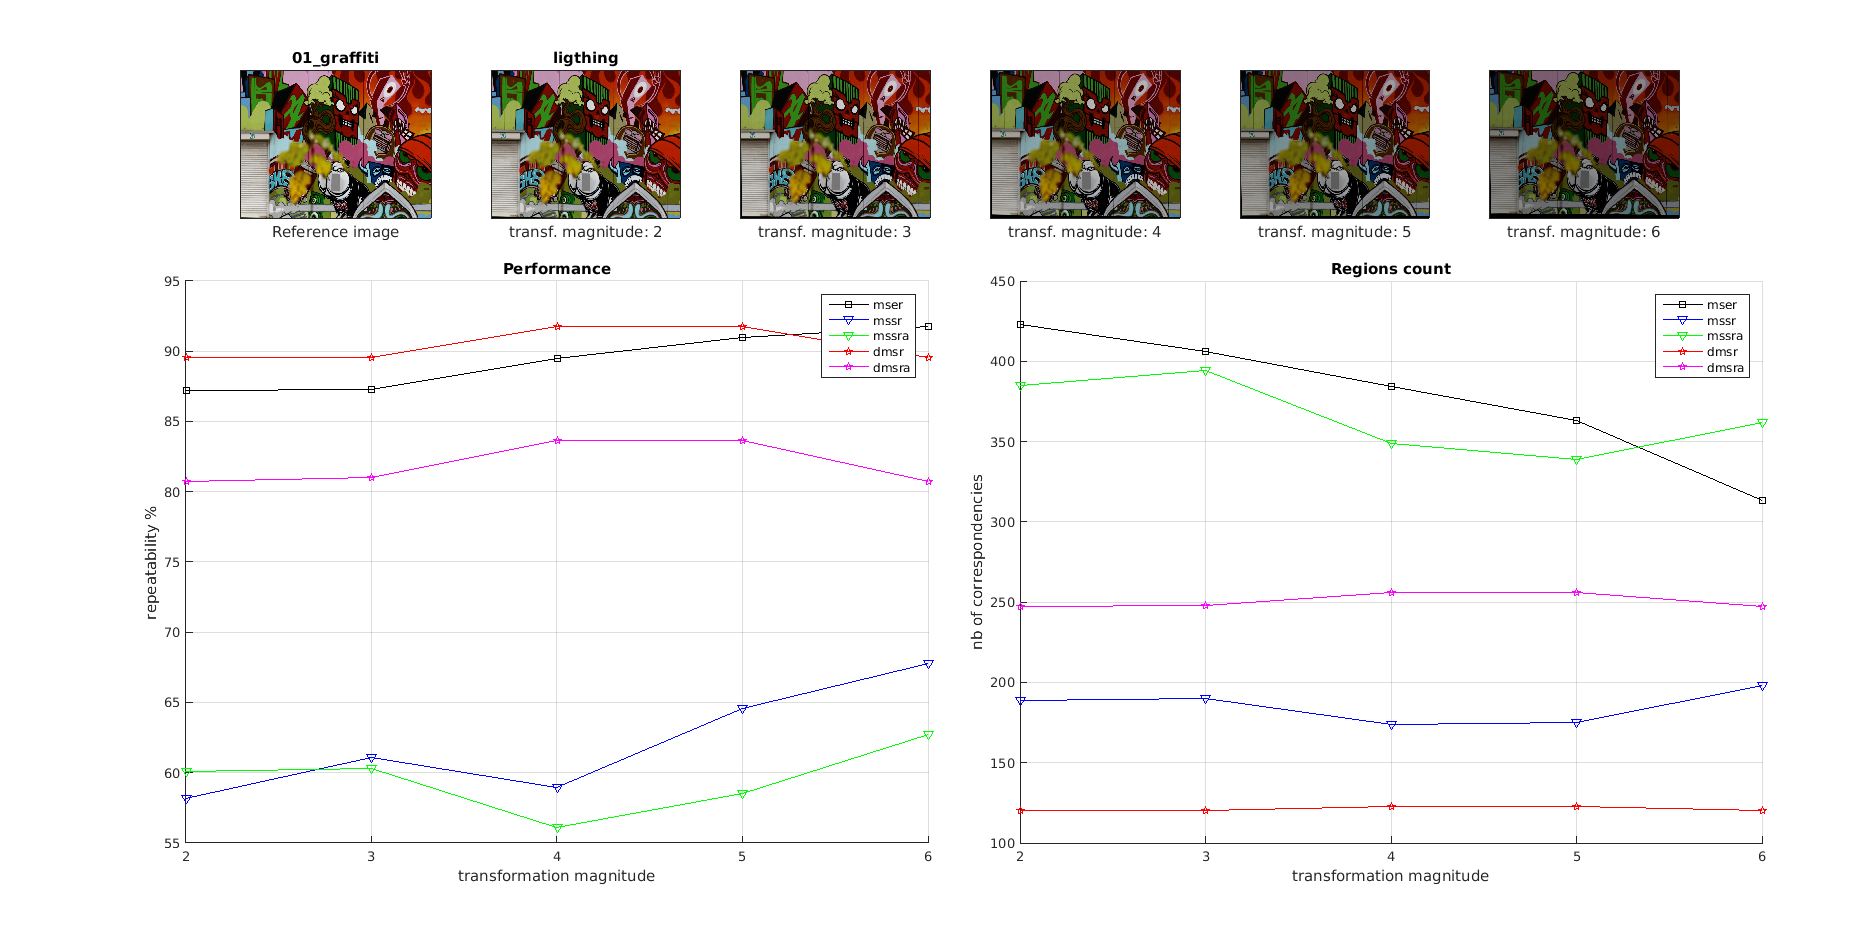 01_graffiti
ligthing
Reference image
transf. magnitude: 2
transf. magnitude: 3
transf. magnitude: 4
transf. magnitude: 5
transf. magnitude: 6
Performance
95
90
85
80
75
70
65
60
55
2 3 4 5 6
repeatability %
transformation magnitude
mser
mssr
mssra
dmsr
dmsra
Regions count
450
400
350
300
250
200
150
100
2 3 4 5 6
nb of correspondencies
transformation magnitude
mser
mssr
mssra
dmsr
dmsra